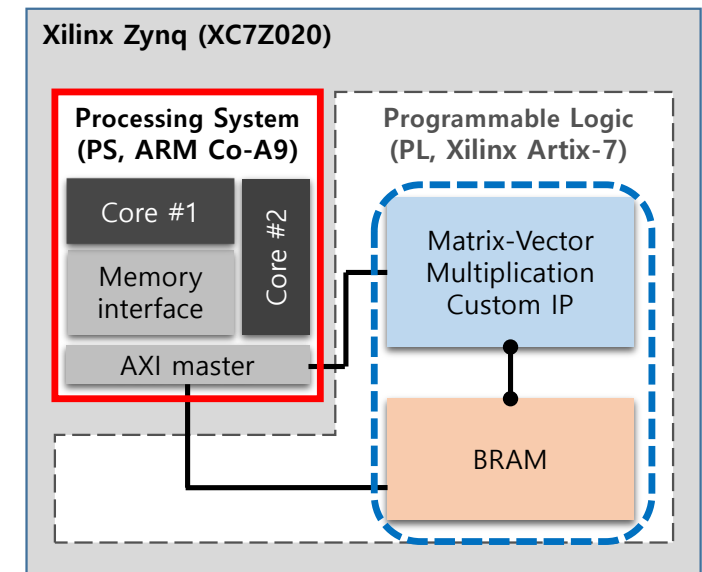 Xilinx Zynq (XC7Z020)
Processing System
(PS, ARM Co-A9)
Core #1
Core #2
Memory
interface
AXI master
Programmable Logic
(PL, Xilinx Artix-7)
Matrix-Vector
Multiplication
Custom IP
BRAM